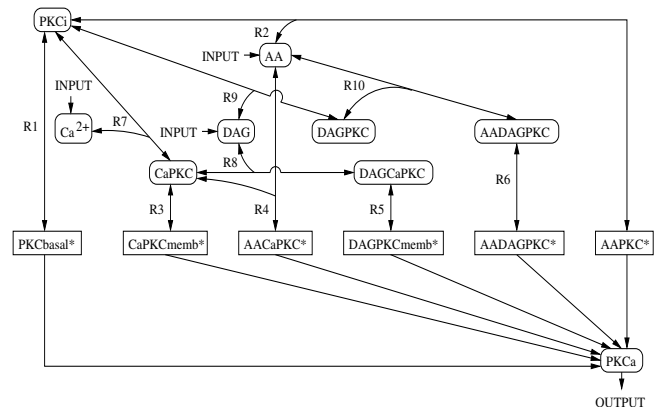 PKCi
R2
INPUT
AA
INPUT
R1
R9
R10
Ca2+
R7
INPUT
DAG
DAGPKC
AADAGPKC
R8
CaPKC
DAGCaPKC
R3
R4
R5
R6
PKCbasal*
CaPKCmemb*
AACaPKC*
DAGPKCmemb*
AADAGPKC*
AAPKC*
PKCa
OUTPUT